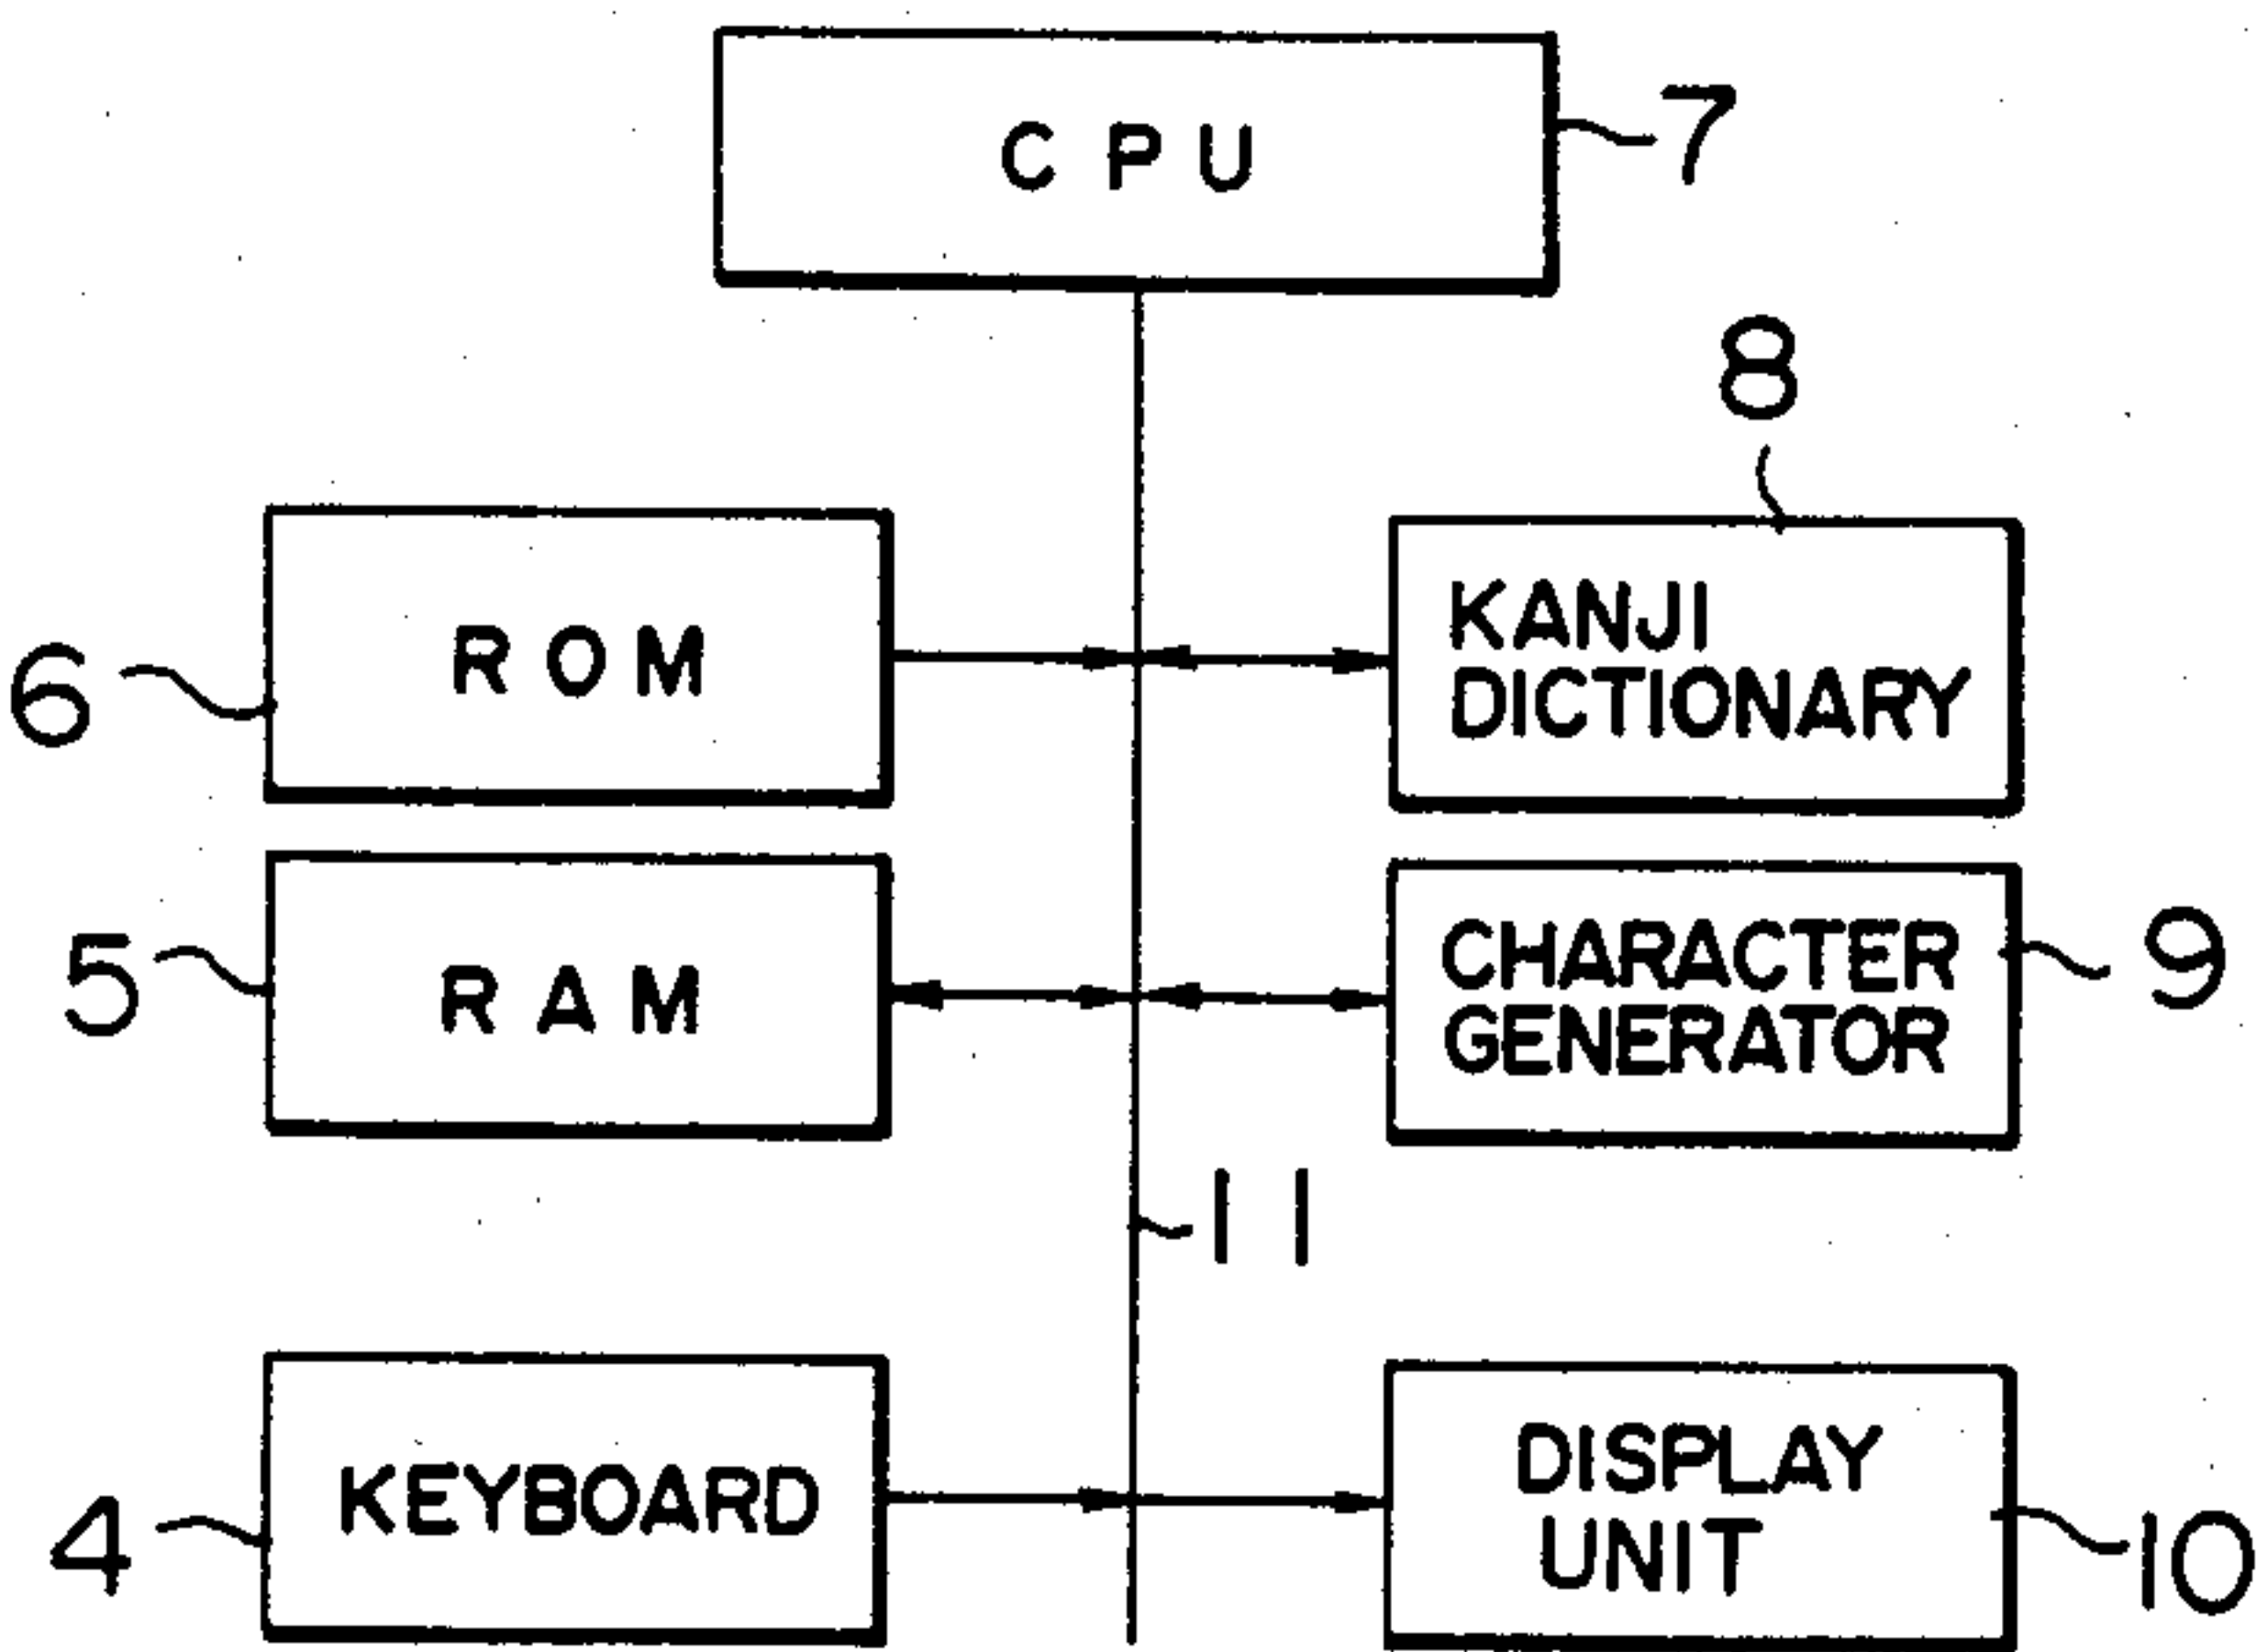 CPU
7
8
ROM
KANJI
DICTIONARY
6
RAM
CHARACTER
GENERATOR
5
9
11
KEYBOARD
DISPLAY
UNIT
4
10